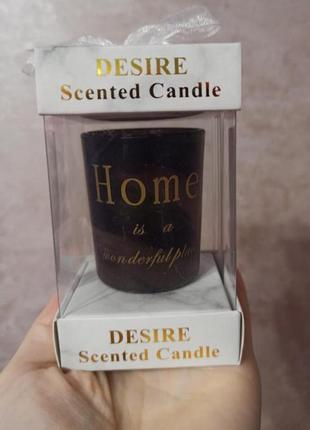 DESIRE
Scented Candle
Home
is a
wonderful place
DESIRE
Scented Candle